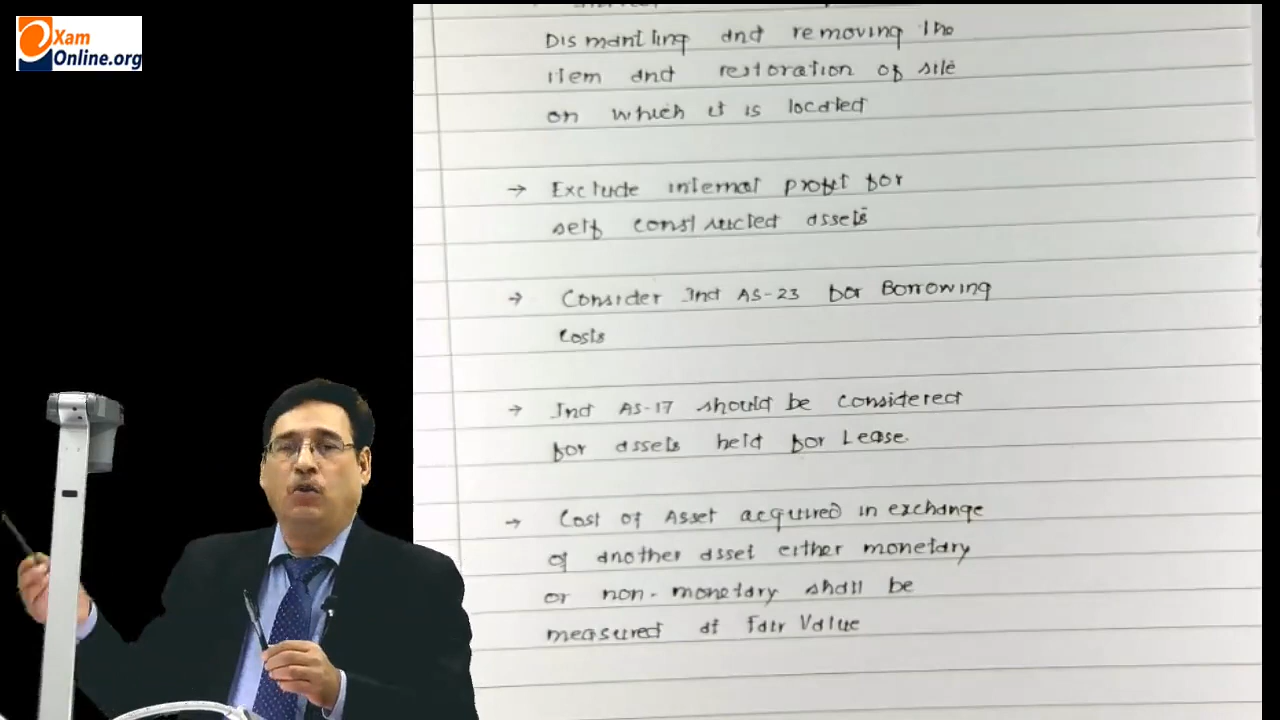 Xam
Online.org
Dismantling and removing the
item and restoration of site
on which it is located
→ Exclude internal profit for
self constructed assets
→ Consider Ind AS-23 for Borrowing
Costs
→ Ind AS-17 should be considered
for assets held for Lease.
→ Cost of Asset acquired in exchange
of another asset either monetary
or non-monetary shall be
measured at Fair Value